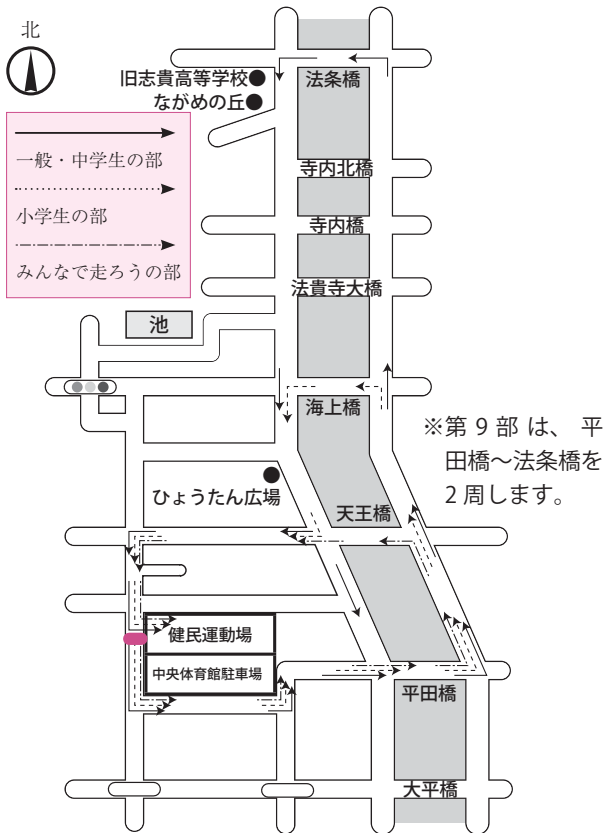 北
旧志貴高等学校●
ながめの丘●
法条橋
一般・中学生の部
小学生の部
みんなで走ろうの部
寺内北橋
寺内橋
法貴寺大橋
池
海上橋
※第9部は、平
田橋～法条橋を
2周します。
ひょうたん広場
天王橋
健民運動場
中央体育館駐車場
平田橋
大平橋